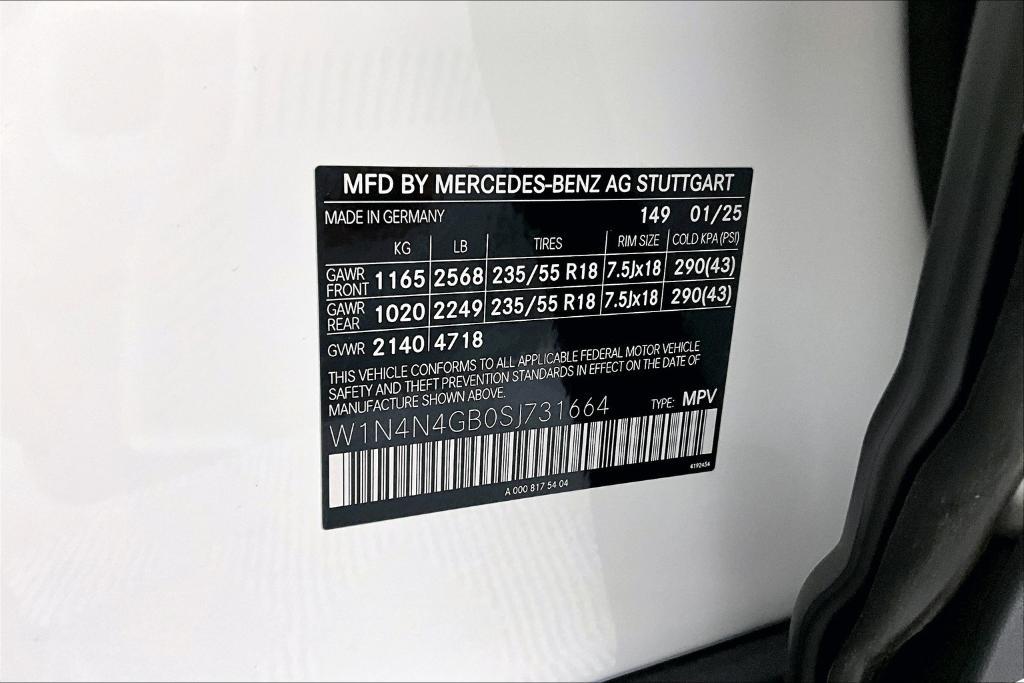 MFD BY MERCEDES-BENZ AG STUTTGART
MADE IN GERMANY 149 01/25
KG LB TIRES RIM SIZE COLD KPA (PSI)
GAWR FRONT 1165 2568 235/55 R18 7.5Jx18 290(43)
GAWR REAR 1020 2249 235/55 R18 7.5Jx18 290(43)
GVWR 2140 4718
THIS VEHICLE CONFORMS TO ALL APPLICABLE FEDERAL MOTOR VEHICLE
SAFETY AND THEFT PREVENTION STANDARDS IN EFFECT ON THE DATE OF
MANUFACTURE SHOWN ABOVE.
W1N4N4GB0SJ731664 TYPE: MPV
4192454
A 000 817 54 04